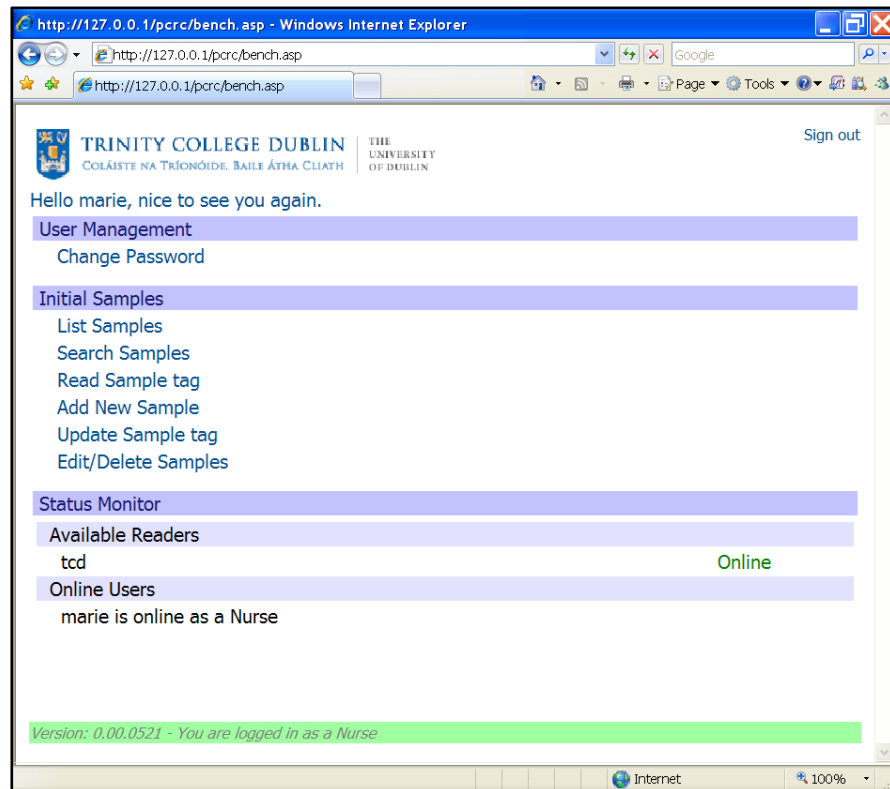 http://127.0.0.1/pcrc/bench.asp - Windows Internet Explorer
http://127.0.0.1/pcrc/bench.asp
Google
http://127.0.0.1/pcrc/bench.asp
Page
Tools
TRINITY COLLEGE DUBLIN
COLÁISTE NA TRÍONÓIDE, BAILE ÁTHA CLIATH
THE
UNIVERSITY
OF DUBLIN
Sign out
Hello marie, nice to see you again.
User Management
Change Password
Initial Samples
List Samples
Search Samples
Read Sample tag
Add New Sample
Update Sample tag
Edit/Delete Samples
Status Monitor
Available Readers
tcd Online
Online Users
marie is online as a Nurse
Version: 0.00.0521 - You are logged in as a Nurse
Internet 100%